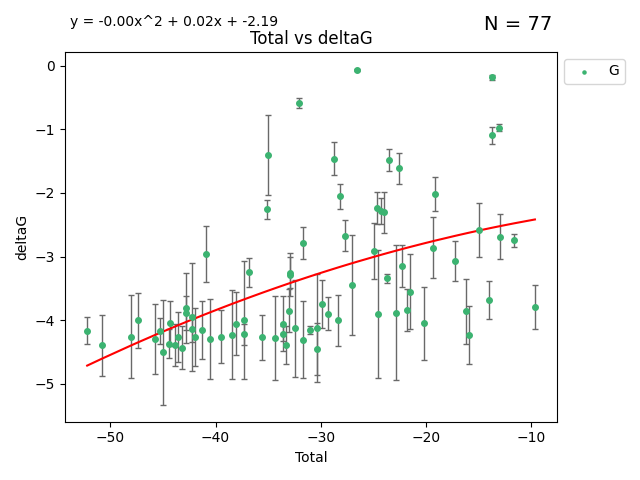 y = -0.00x^2 + 0.02x + -2.19
N = 77
Total vs deltaG
G
deltaG
0
−1
−2
−3
−4
−5
−50
−40
−30
−20
−10
Total